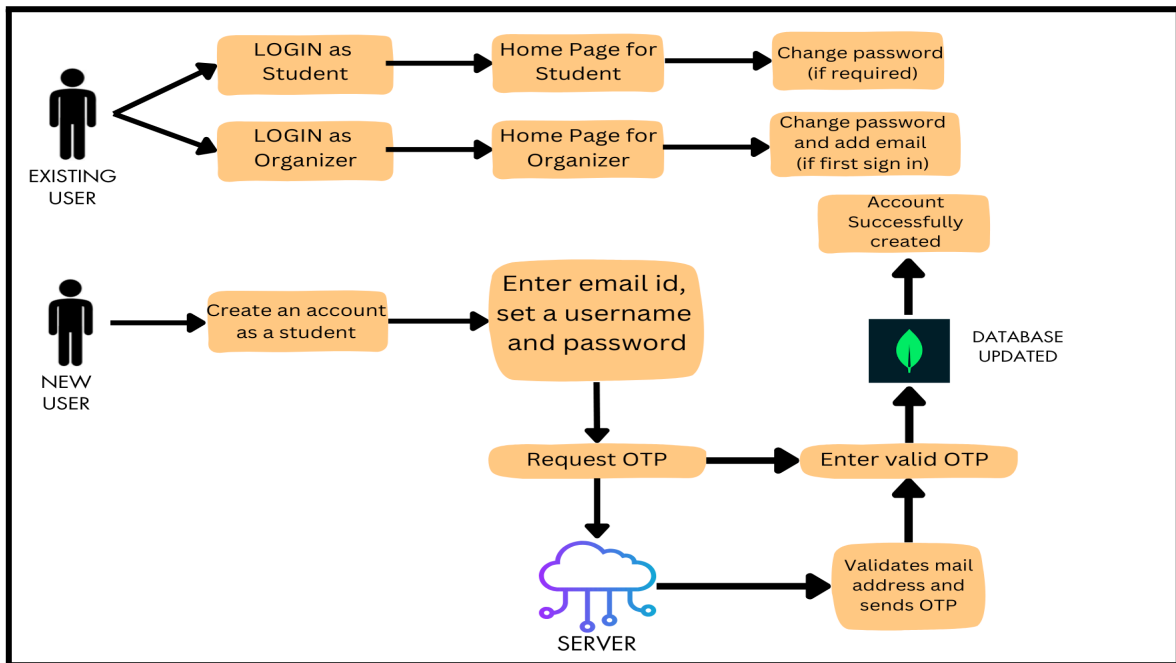 LOGIN as
Student
Home Page for
Student
Change password
(if required)
LOGIN as
Organizer
Home Page for
Organizer
Change password
and add email
(if first sign in)
EXISTING
USER
Account
Successfully
created
Create an account
as a student
Enter email id,
set a username
and password
DATABASE
UPDATED
NEW
USER
Request OTP
Enter valid OTP
Validates mail
address and
sends OTP
SERVER